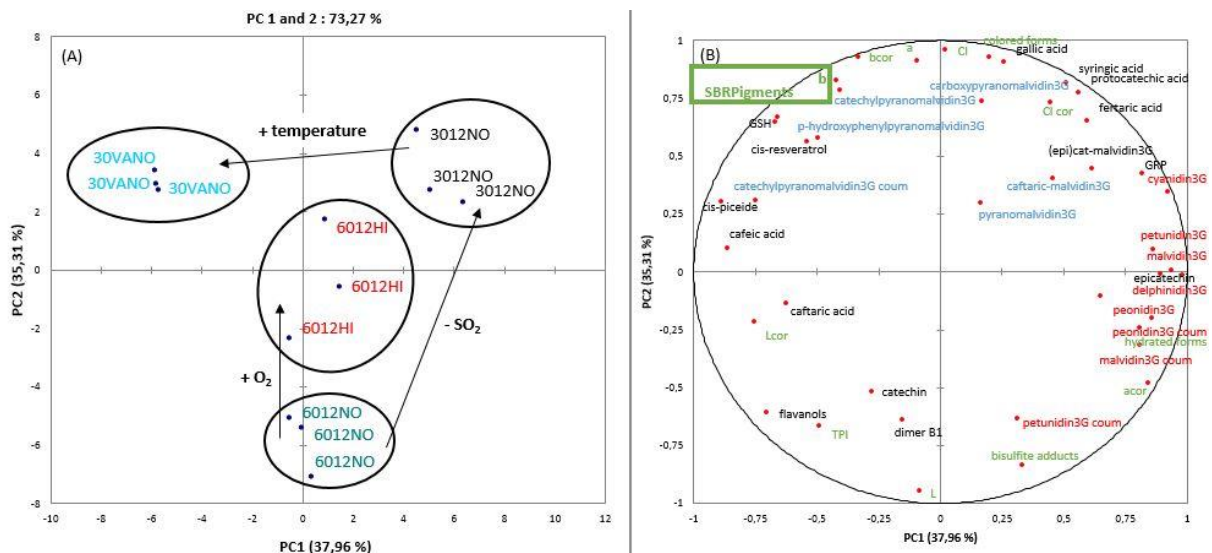 PC 1 and 2 : 73,27 %
(A)
8
6
4
2
0
-2
-4
-6
-8
-10
-8
-6
-4
-2
0
2
4
6
8
10
12
PC1 (37,96 %)
PC2 (35,31 %)
+ temperature
30VANO
30VANO
30VANO
3012NO
3012NO
3012NO
6012HI
6012HI
6012HI
- SO₂
+ O₂
6012NO
6012NO
6012NO
(B)
1
0,75
0,5
0,25
0
-0,25
-0,5
-0,75
-1
-1
-0,75
-0,5
-0,25
0
0,25
0,5
0,75
1
PC1 (37,96 %)
PC2 (35,31 %)
bcor
a
CI
colored forms
gallic acid
syringic acid
protocatechic acid
b
SBRPigments
carboxypyranomalvidin3G
catechylpyranomalvidin3G
CI cor
fertaric acid
GSH
p-hydroxyphenylpyranomalvidin3G
cis-resveratrol
(epi)cat-malvidin3G
GRP
cyanidin3G
catechylpyranomalvidin3G coum
caftaric-malvidin3G
cis-piceide
pyranomalvidin3G
cafeic acid
petunidin3G
malvidin3G
epicatechin
delphinidin3G
caftaric acid
peonidin3G
Lcor
peonidin3G coum
hydrated forms
malvidin3G coum
acor
catechin
flavanols
TPI
dimer B1
petunidin3G coum
bisulfite adducts
L